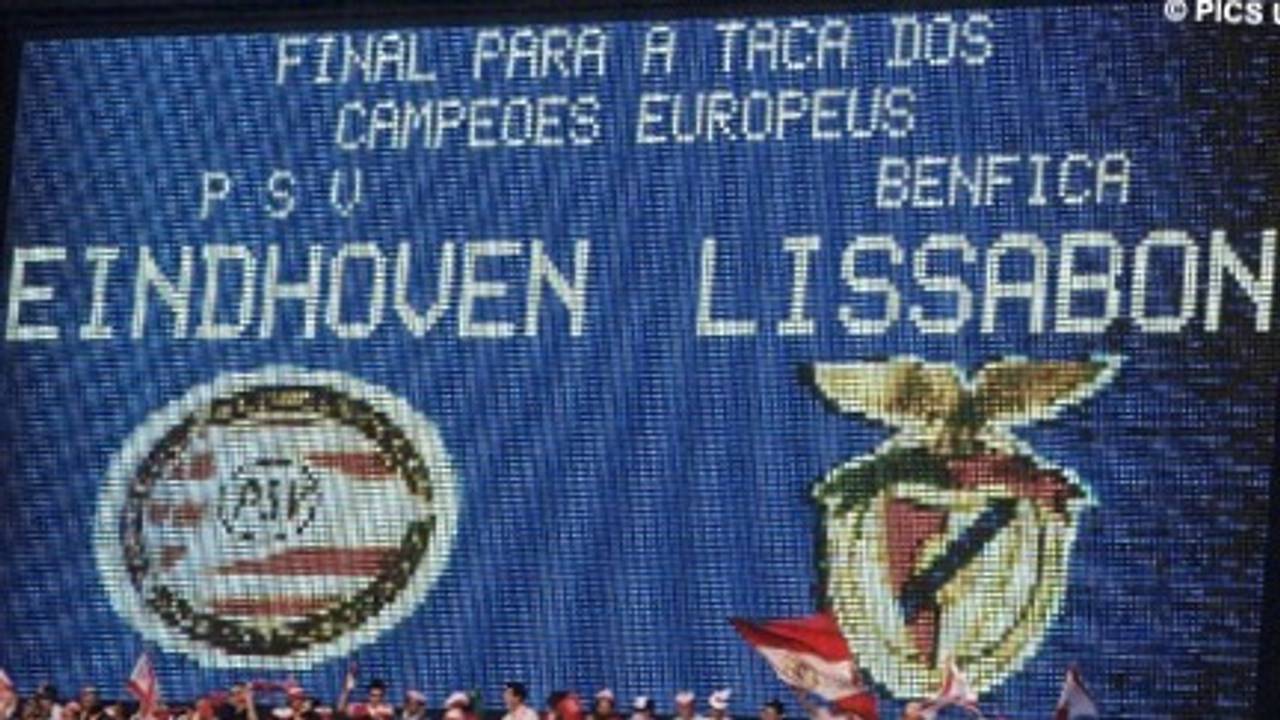 © PICS
FINAL PARA A TACA DOS
CAMPEOES EUROPEUS
P S V BENFICA
EINDHOVEN LISSABON
PSV